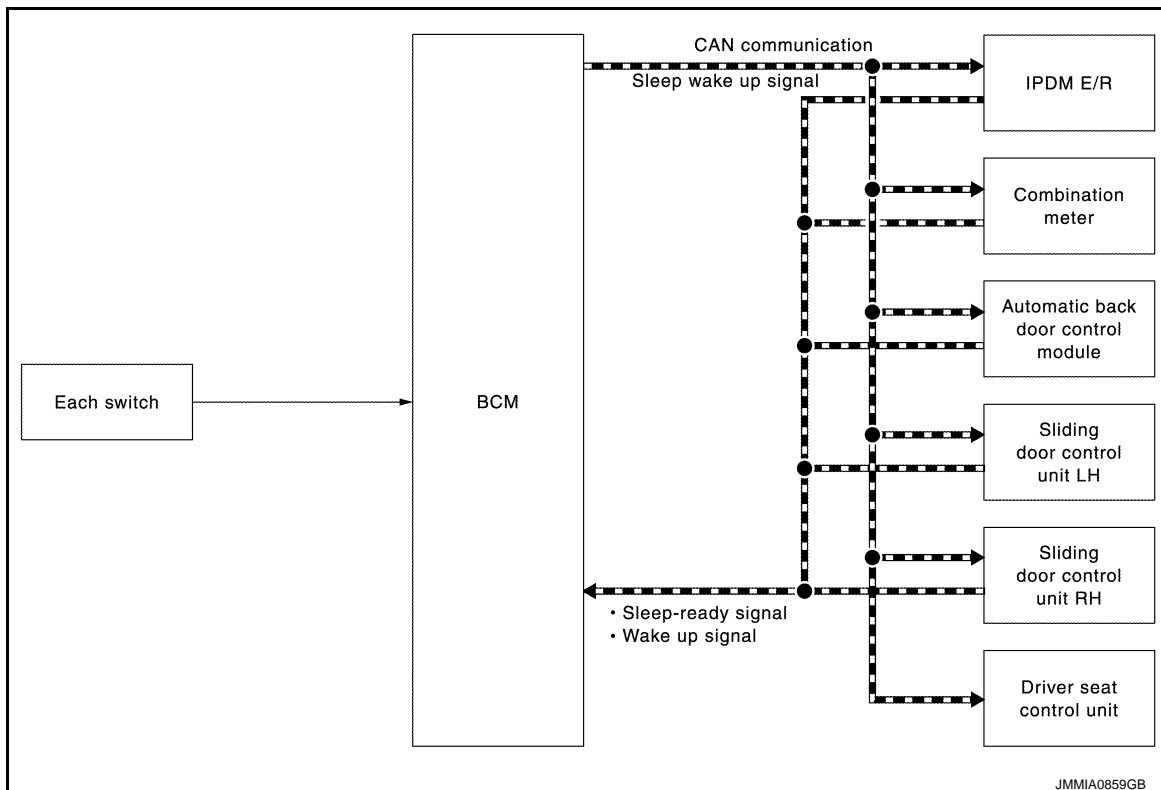 CAN communication
Sleep wake up signal
IPDM E/R
Combination
meter
Automatic back
door control
module
Each switch
BCM
Sliding
door control
unit LH
Sliding
door control
unit RH
• Sleep-ready signal
• Wake up signal
Driver seat
control unit
JMMIA0859GB